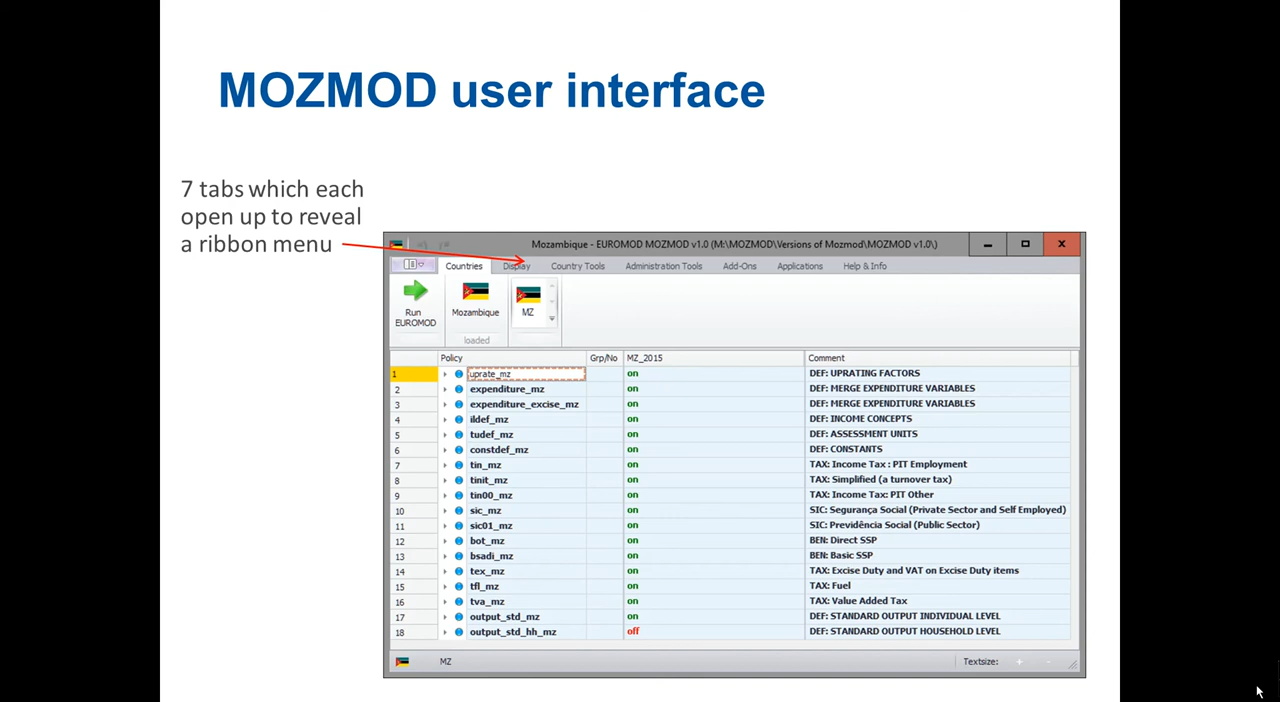 MOZMOD user interface
7 tabs which each
open up to reveal
a ribbon menu
Mozambique - EUROMOD MOZMOD v1.0 (M:\MOZMOD\Versions of Mozmod\MOZMOD v1.0\)
Countries Display Country Tools Administration Tools Add-Ons Applications Help & Info
Run
EUROMOD
Mozambique
loaded
MZ
Policy Grp/No MZ_2015 Comment
1 uprate_mz on DEF: UPRATING FACTORS
2 expenditure_mz on DEF: MERGE EXPENDITURE VARIABLES
3 expenditure_excise_mz on DEF: MERGE EXPENDITURE VARIABLES
4 ildef_mz on DEF: INCOME CONCEPTS
5 tudef_mz on DEF: ASSESSMENT UNITS
6 constdef_mz on DEF: CONSTANTS
7 tin_mz on TAX: Income Tax : PIT Employment
8 tinit_mz on TAX: Simplified (a turnover tax)
9 tin00_mz on TAX: Income Tax: PIT Other
10 sic_mz on SIC: Segurança Social (Private Sector and Self Employed)
11 sic01_mz on SIC: Previdência Social (Public Sector)
12 bot_mz on BEN: Direct SSP
13 bsadi_mz on BEN: Basic SSP
14 tex_mz on TAX: Excise Duty and VAT on Excise Duty items
15 tfl_mz on TAX: Fuel
16 tva_mz on TAX: Value Added Tax
17 output_std_mz on DEF: STANDARD OUTPUT INDIVIDUAL LEVEL
18 output_std_hh_mz off DEF: STANDARD OUTPUT HOUSEHOLD LEVEL
MZ Textsize: + -